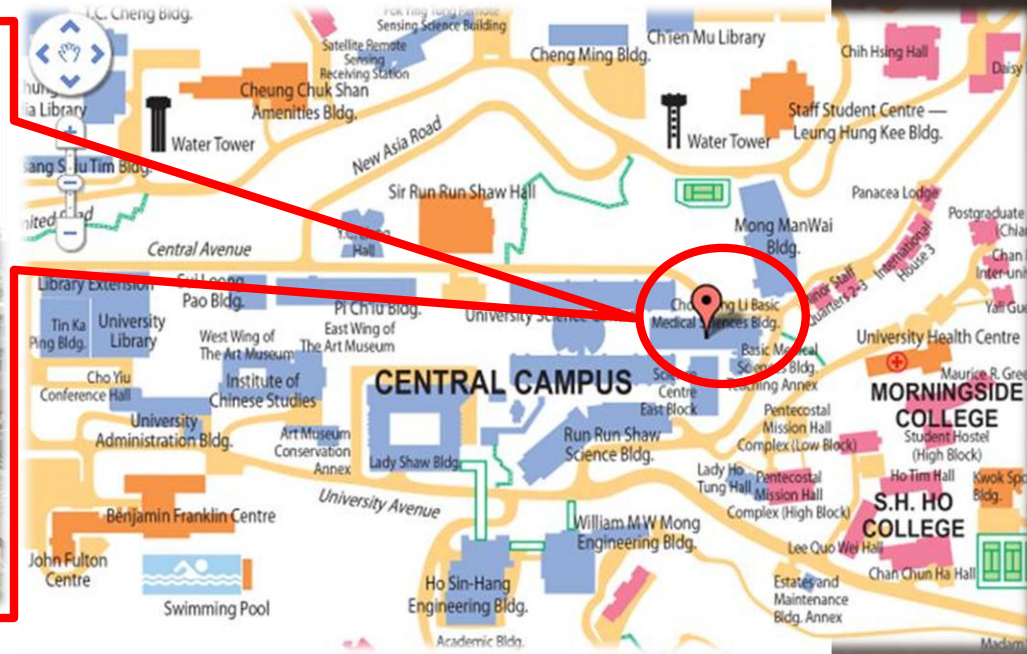 T.C. Cheng Bldg.
Sensing Science Building
Satellite Remote
Sensing
Receiving Station
Cheng Ming Bldg.
Ch'ien Mu Library
Chih Hsing Hall
Daisy
Cheung Chuk Shan
Amenities Bldg.
Staff Student Centre —
Leung Hung Kee Bldg.
Library
Water Tower
Water Tower
New Asia Road
Tim Bldg.
Sir Run Run Shaw Hall
Panacea Lodge
Postgraduate
Mong ManWai
Bldg.
International
House 3
Central Avenue
Hall
Inter-uni
Library Extension
Pao Bldg.
Pi Ch'iu Bldg.
University Science
Li Basic
Medical Sciences Bldg.
Staff
Quarters 2-3
Tin Ka
Ping Bldg.
University
Library
West Wing of
The Art Museum
East Wing of
The Art Museum
University Health Centre
Basic Medical
Sciences Bldg.
Teaching Annex
Cho Yiu
Conference Hall
Institute of
Chinese Studies
CENTRAL CAMPUS
Science
Centre
East Block
Maurice R. Gree
MORNINGSIDE
COLLEGE
University
Administration Bldg.
Art Museum
Conservation
Annex
Lady Shaw Bldg.
Run Run Shaw
Science Bldg.
Pentecostal
Mission Hall
Complex (Low Block)
Student Hostel
(High Block)
Lady Ho
Tung Hall
Pentecostal
Mission Hall
Complex (High Block)
Ho Tim Hall
Kwok Spo
Bldg.
S.H. HO
COLLEGE
University Avenue
Benjamin Franklin Centre
William M W Mong
Engineering Bldg.
Lee Quo Wei Hall
Chan Chun Ha Hall
John Fulton
Centre
Swimming Pool
Ho Sin-Hang
Engineering Bldg.
Estates and
Maintenance
Bldg. Annex
Academic Bldg.
Madam